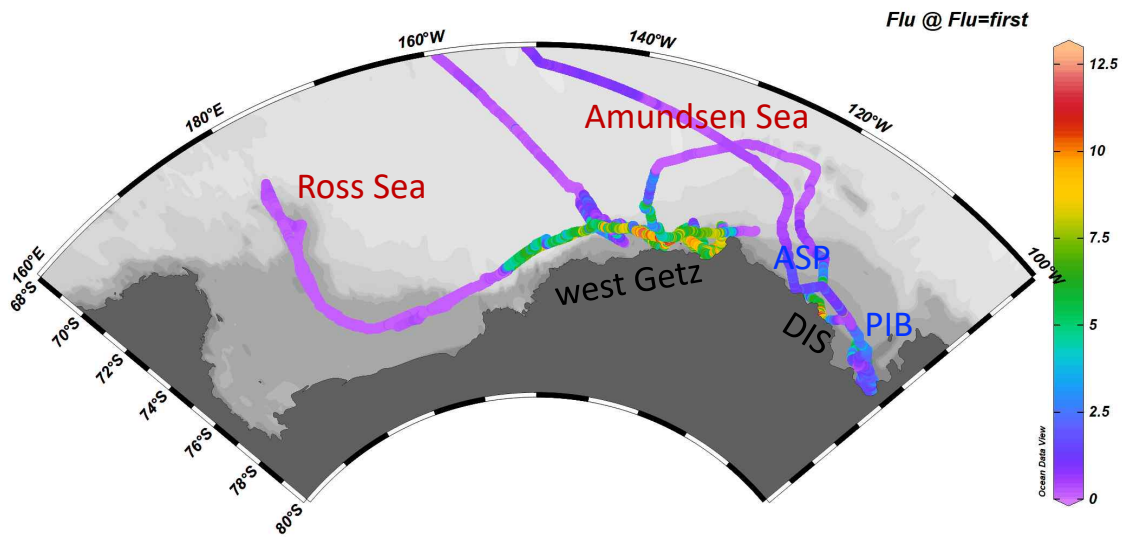 Flu @ Flu=first
160°W
140°W
180°E
120°W
Amundsen Sea
Ross Sea
160°E
100°W
68°S
70°S
72°S
74°S
76°S
78°S
80°S
ASP
west Getz
DIS
PIB
12.5
10
7.5
5
2.5
0
Ocean Data View